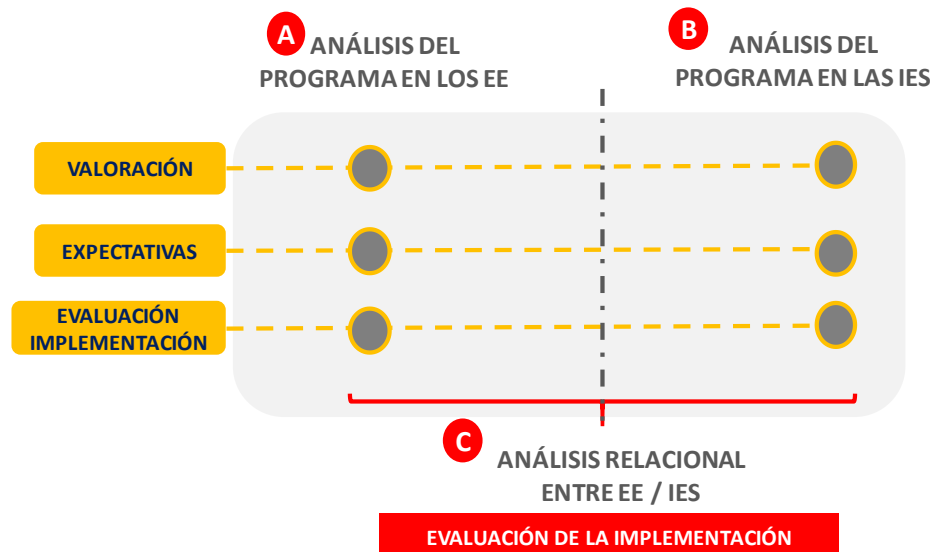 A
ANÁLISIS DEL
PROGRAMA EN LOS EE
B
ANÁLISIS DEL
PROGRAMA EN LAS IES
VALORACIÓN
EXPECTATIVAS
EVALUACIÓN
IMPLEMENTACIÓN
C
ANÁLISIS RELACIONAL
ENTRE EE / IES
EVALUACIÓN DE LA IMPLEMENTACIÓN